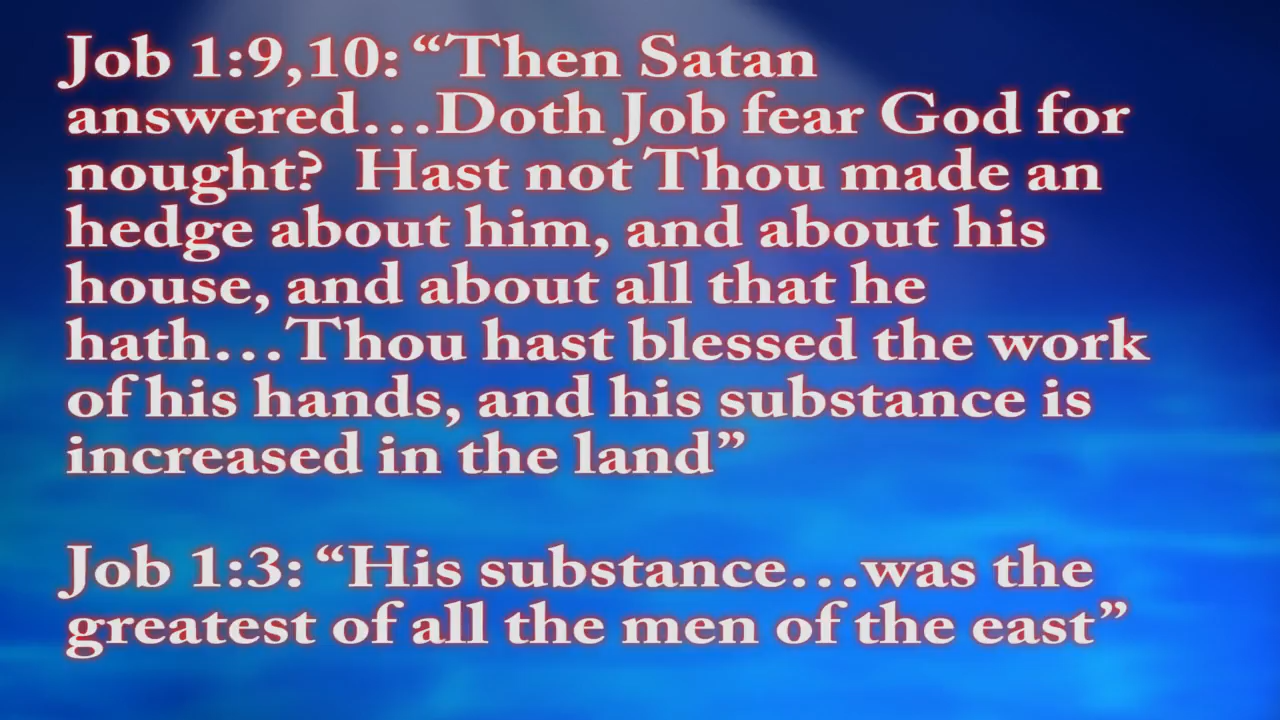 Job 1:9,10: “Then Satan
answered…Doth Job fear God for
nought?  Hast not Thou made an
hedge about him, and about his
house, and about all that he
hath…Thou hast blessed the work
of his hands, and his substance is
increased in the land”
Job 1:3: “His substance…was the
greatest of all the men of the east”